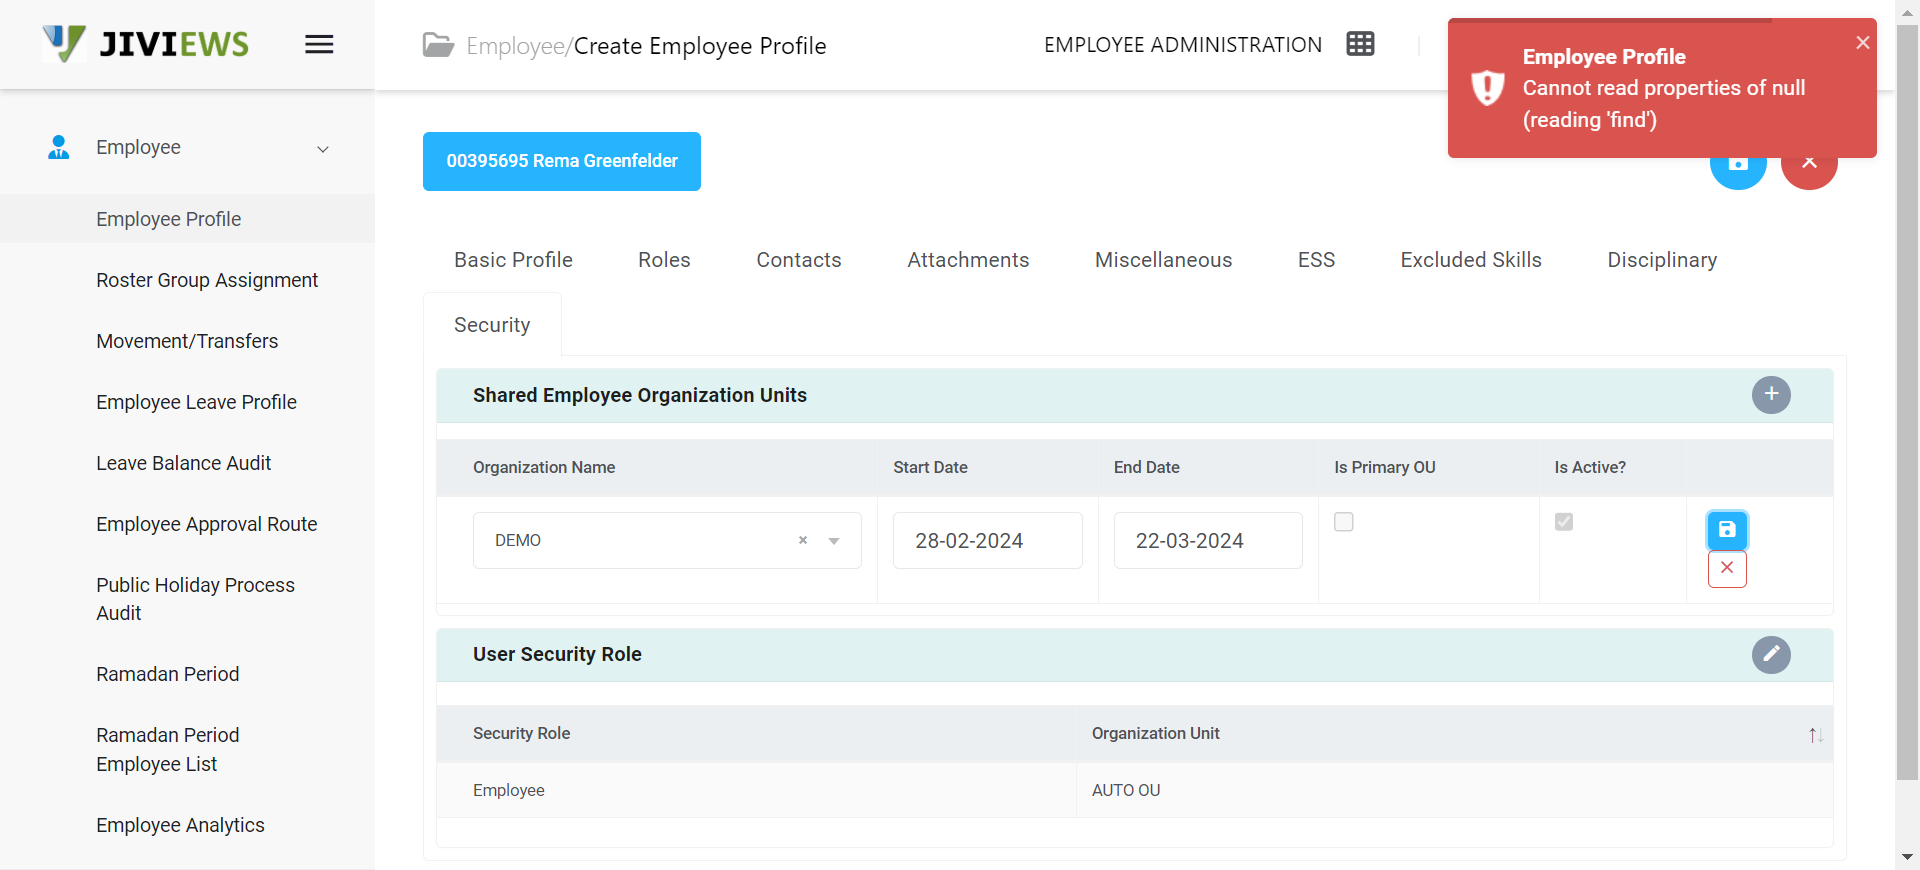 JIVIEWS
Employee/Create Employee Profile
EMPLOYEE ADMINISTRATION
Employee Profile
Cannot read properties of null
(reading 'find')
Employee
Employee Profile
Roster Group Assignment
Movement/Transfers
Employee Leave Profile
Leave Balance Audit
Employee Approval Route
Public Holiday Process
Audit
Ramadan Period
Ramadan Period
Employee List
Employee Analytics
00395695 Rema Greenfelder
Basic Profile Roles Contacts Attachments Miscellaneous ESS Excluded Skills Disciplinary
Security
Shared Employee Organization Units
Organization Name Start Date End Date Is Primary OU Is Active?
DEMO 28-02-2024 22-03-2024
User Security Role
Security Role Organization Unit
Employee AUTO OU